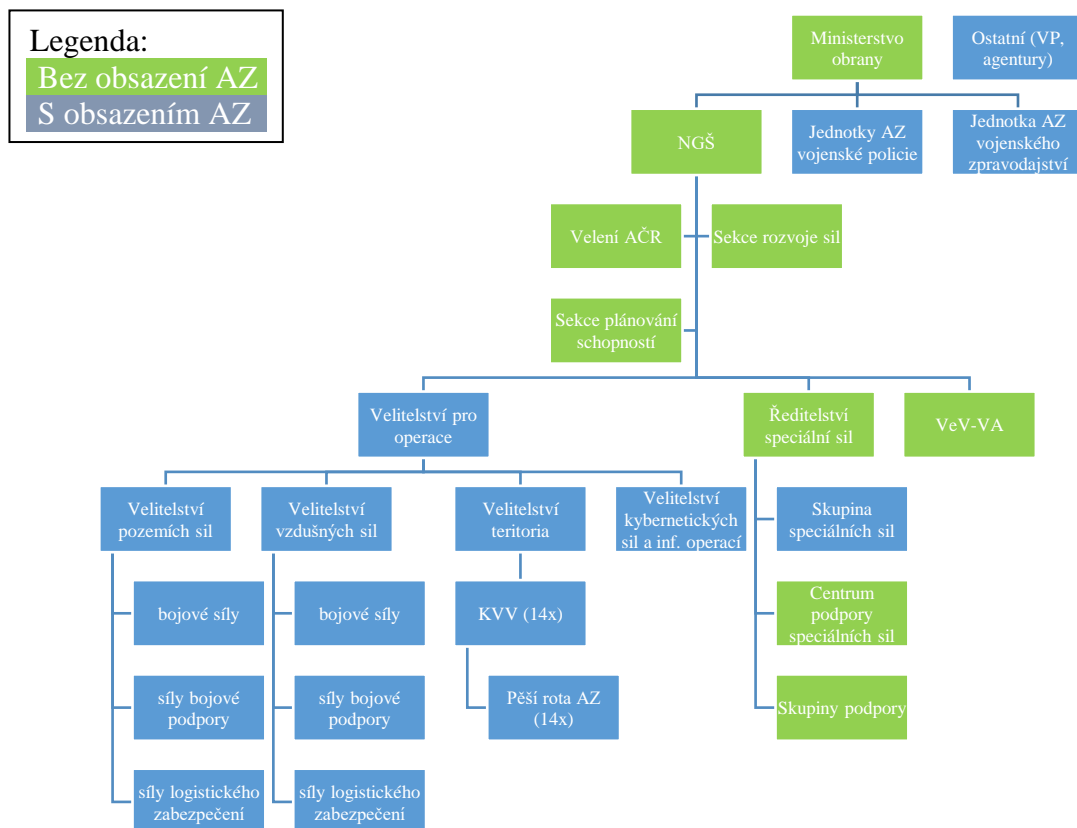 Legenda:
Bez obsazení AZ
S obsazením AZ
Ministerstvo
obrany
Ostatní (VP,
agentury)
NGŠ
Jednotky AZ
vojenské policie
Jednotka AZ
vojenského
zpravodajství
Velení AČR
Sekce rozvoje sil
Sekce plánování
schopností
Velitelství pro
operace
Ředitelství
speciální sil
VeV-VA
Velitelství
pozemích sil
Velitelství
vzdušných sil
Velitelství
teritoria
Velitelství
kybernetických
sil a inf. operací
Skupina
speciálních sil
bojové síly
bojové síly
KVV (14x)
Centrum
podpory
speciálních sil
síly bojové
podpory
síly bojové
podpory
Pěší rota AZ
(14x)
Skupiny podpory
síly logistického
zabezpečení
síly logistického
zabezpečení